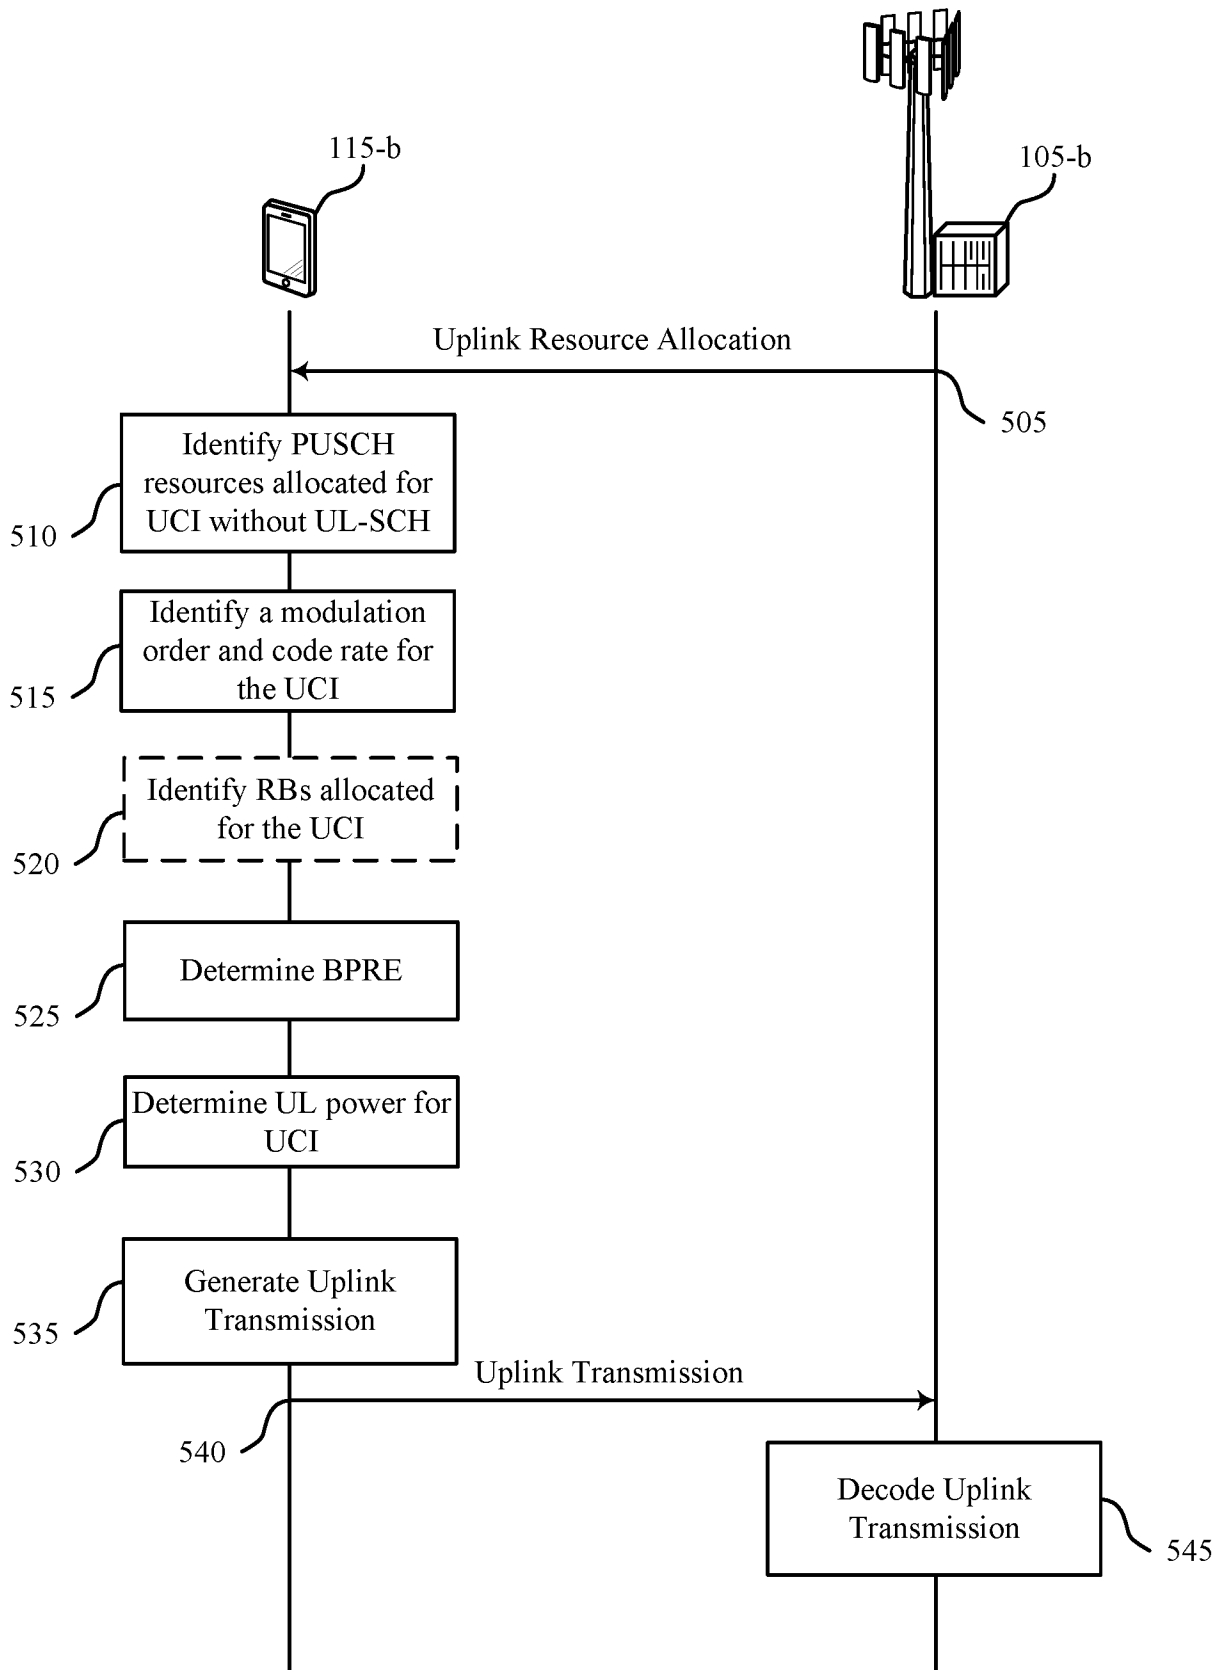 115-b
105-b
Uplink Resource Allocation
505
Identify PUSCH
resources allocated for
UCI without UL-SCH
510
Identify a modulation
order and code rate for
the UCI
515
Identify RBs allocated
for the UCI
520
Determine BPRE
525
Determine UL power for
UCI
530
Generate Uplink
Transmission
535
Uplink Transmission
540
Decode Uplink
Transmission
545